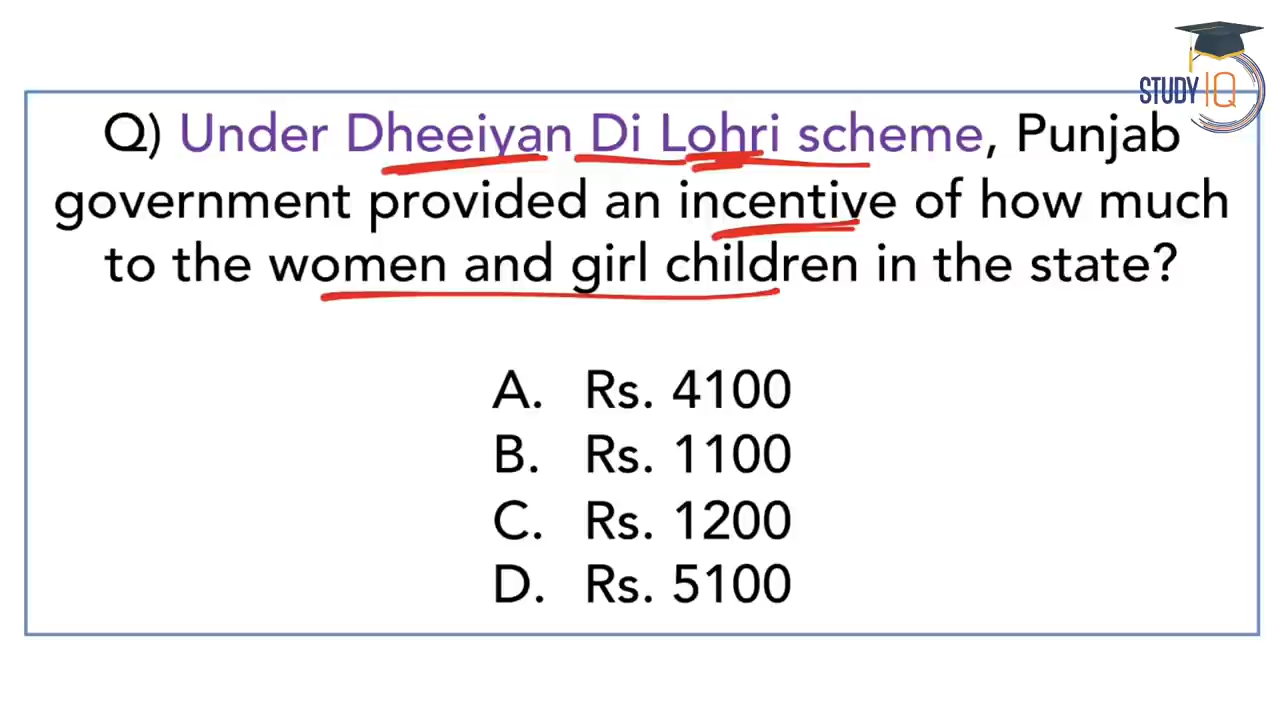 STUDY IQ
Q) Under Dheeiyan Di Lohri scheme, Punjab
government provided an incentive of how much
to the women and girl children in the state?
A. Rs. 4100
B. Rs. 1100
C. Rs. 1200
D. Rs. 5100